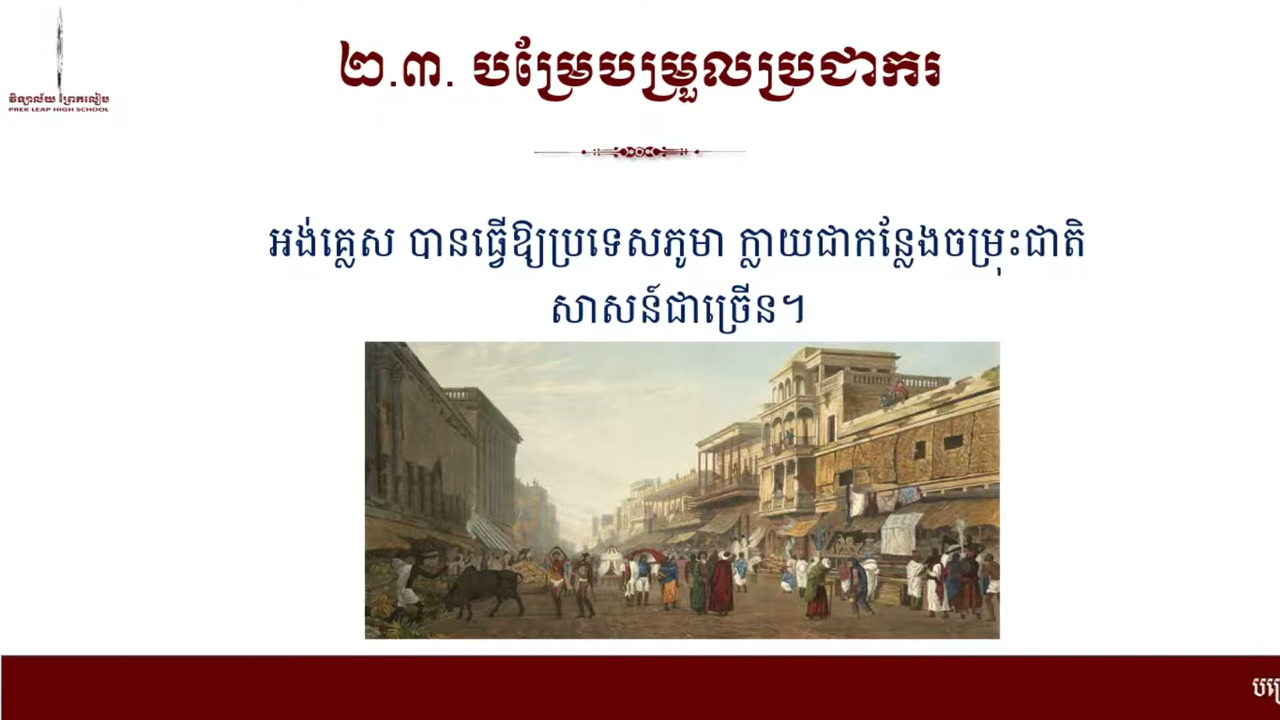 វិទ្យាល័យ ព្រែកលៀប
PREK LEAP HIGH SCHOOL
២.៣. បម្រែបម្រួលប្រជាករ
អង់គ្លេស បានធ្វើឱ្យប្រទេសភូមា ក្លាយជាកន្លែងចម្រុះជាតិ
សាសន៍ជាច្រើន។